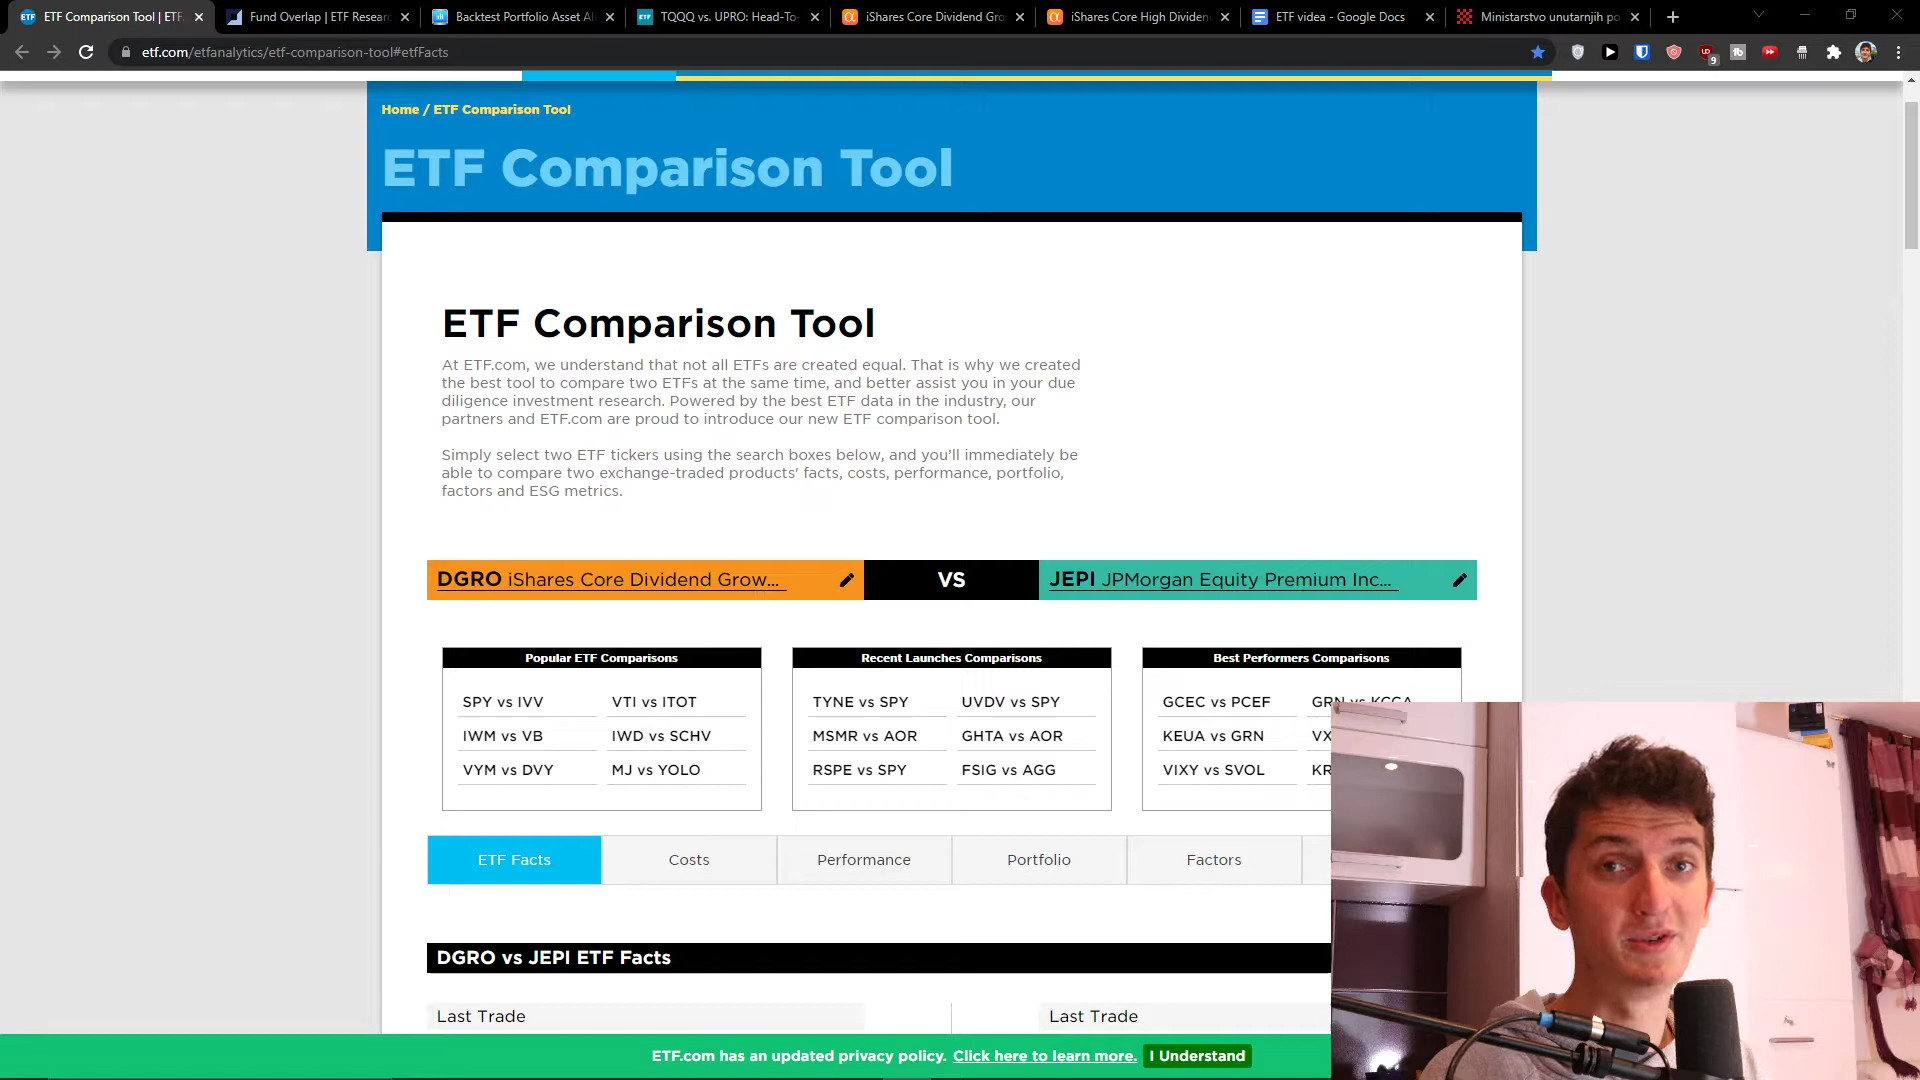 ETF Comparison Tool | ETF.
Fund Overlap | ETF Resear
Backtest Portfolio Asset All
TQQQ vs. UPRO: Head-To-
iShares Core Dividend Gro
iShares Core High Dividen
ETF videa - Google Docs
Ministarstvo unutarnjih po
etf.com/etfanalytics/etf-comparison-tool#etfFacts
9
Home / ETF Comparison Tool
ETF Comparison Tool
ETF Comparison Tool
At ETF.com, we understand that not all ETFs are created equal. That is why we created
the best tool to compare two ETFs at the same time, and better assist you in your due
diligence investment research. Powered by the best ETF data in the industry, our
partners and ETF.com are proud to introduce our new ETF comparison tool.
Simply select two ETF tickers using the search boxes below, and you'll immediately be
able to compare two exchange-traded products' facts, costs, performance, portfolio,
factors and ESG metrics.
DGRO iShares Core Dividend Grow...
VS
JEPI JPMorgan Equity Premium Inc...
Popular ETF Comparisons
SPY vs IVV
VTI vs ITOT
IWM vs VB
IWD vs SCHV
VYM vs DVY
MJ vs YOLO
Recent Launches Comparisons
TYNE vs SPY
UVDV vs SPY
MSMR vs AOR
GHTA vs AOR
RSPE vs SPY
FSIG vs AGG
Best Performers Comparisons
GCEC vs PCEF
GRN vs KCCA
KEUA vs GRN
VX
VIXY vs SVOL
KR
ETF Facts
Costs
Performance
Portfolio
Factors
DGRO vs JEPI ETF Facts
Last Trade
Last Trade
ETF.com has an updated privacy policy. Click here to learn more. I Understand